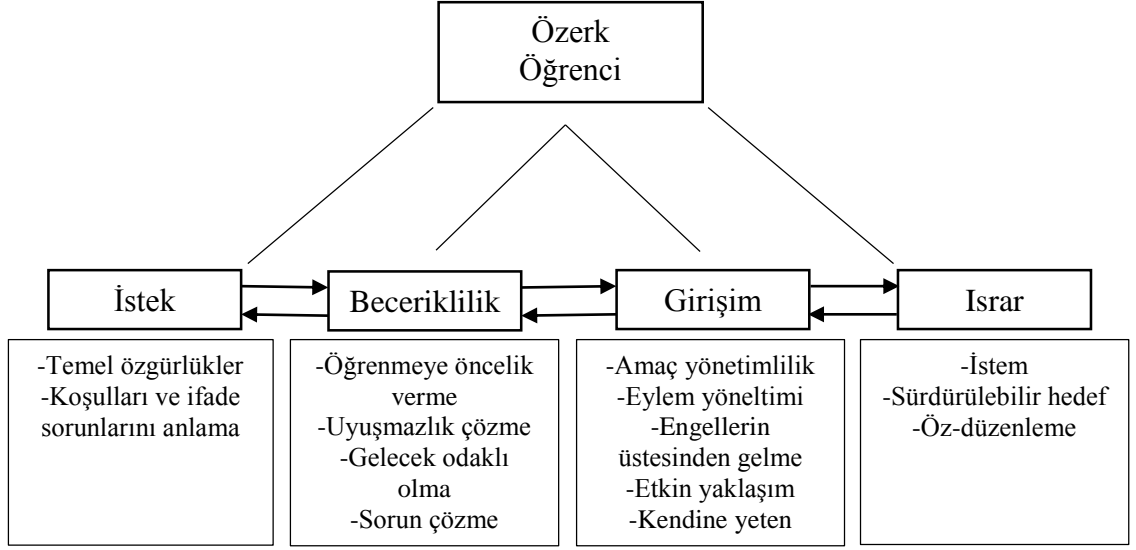 Özerk
Öğrenci
İstek
Beceriklilik
Girişim
Israr
-Temel özgürlükler
-Koşulları ve ifade
sorunlarını anlama
-Öğrenmeye öncelik
verme
-Uyuşmazlık çözme
-Gelecek odaklı
olma
-Sorun çözme
-Amaç yönetimlilik
-Eylem yöneltimi
-Engellerin
üstesinden gelme
-Etkin yaklaşım
-Kendine yeten
-İstem
-Sürdürülebilir hedef
-Öz-düzenleme